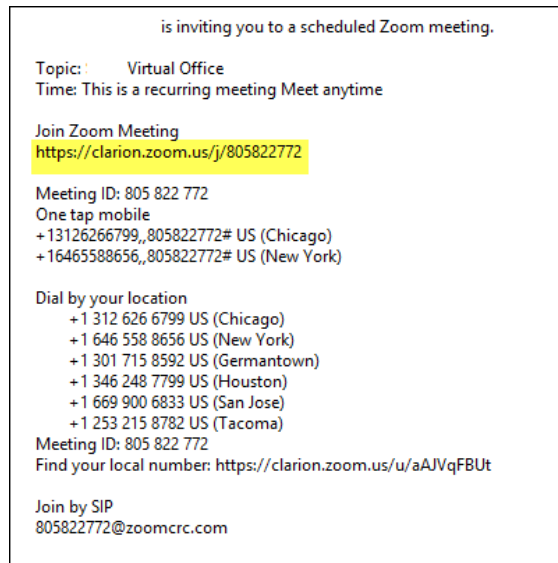 is inviting you to a scheduled Zoom meeting.
Topic: Virtual Office
Time: This is a recurring meeting Meet anytime
Join Zoom Meeting
https://clarion.zoom.us/j/805822772
Meeting ID: 805 822 772
One tap mobile
+13126266799,,805822772# US (Chicago)
+16465588656,,805822772# US (New York)
Dial by your location
+1 312 626 6799 US (Chicago)
+1 646 558 8656 US (New York)
+1 301 715 8592 US (Germantown)
+1 346 248 7799 US (Houston)
+1 669 900 6833 US (San Jose)
+1 253 215 8782 US (Tacoma)
Meeting ID: 805 822 772
Find your local number: https://clarion.zoom.us/u/aAJVqFBUt
Join by SIP
805822772@zoomcrc.com